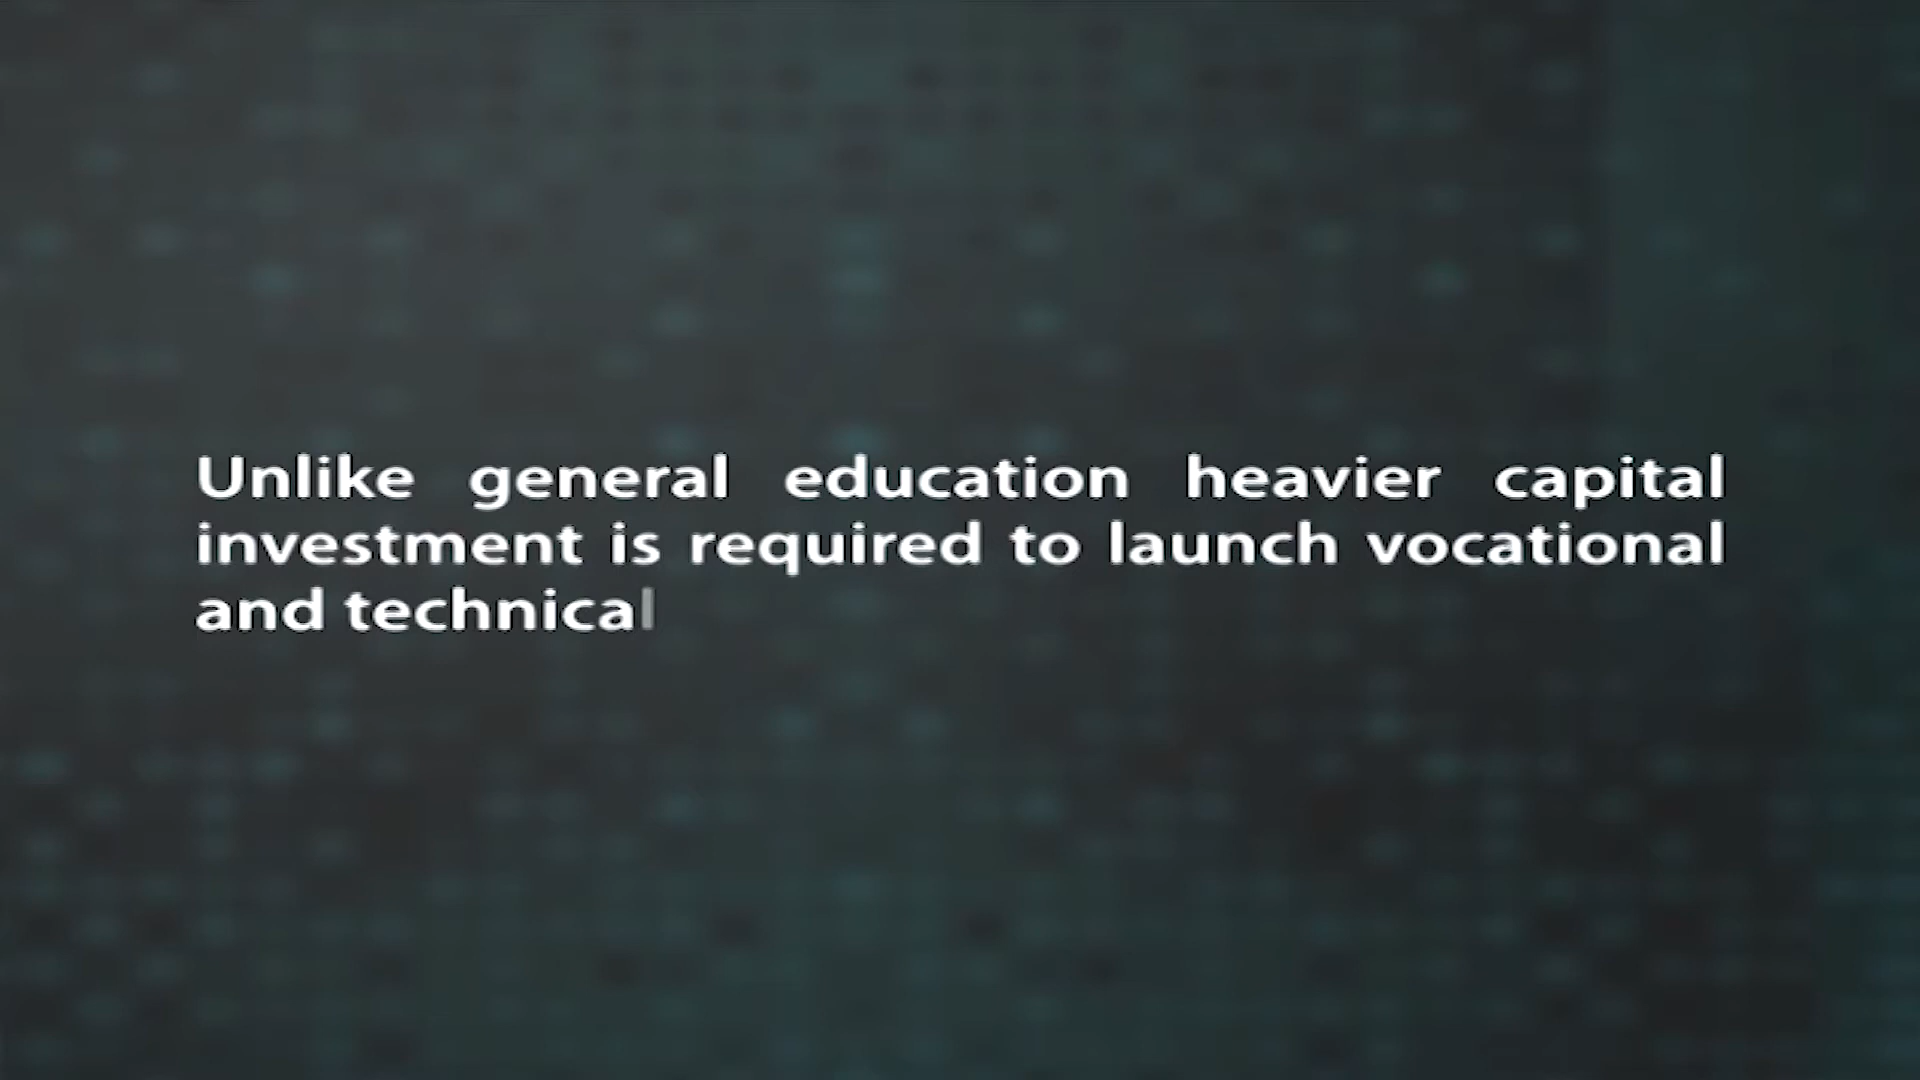 Unlike general education heavier capital
investment is required to launch vocational
and technical